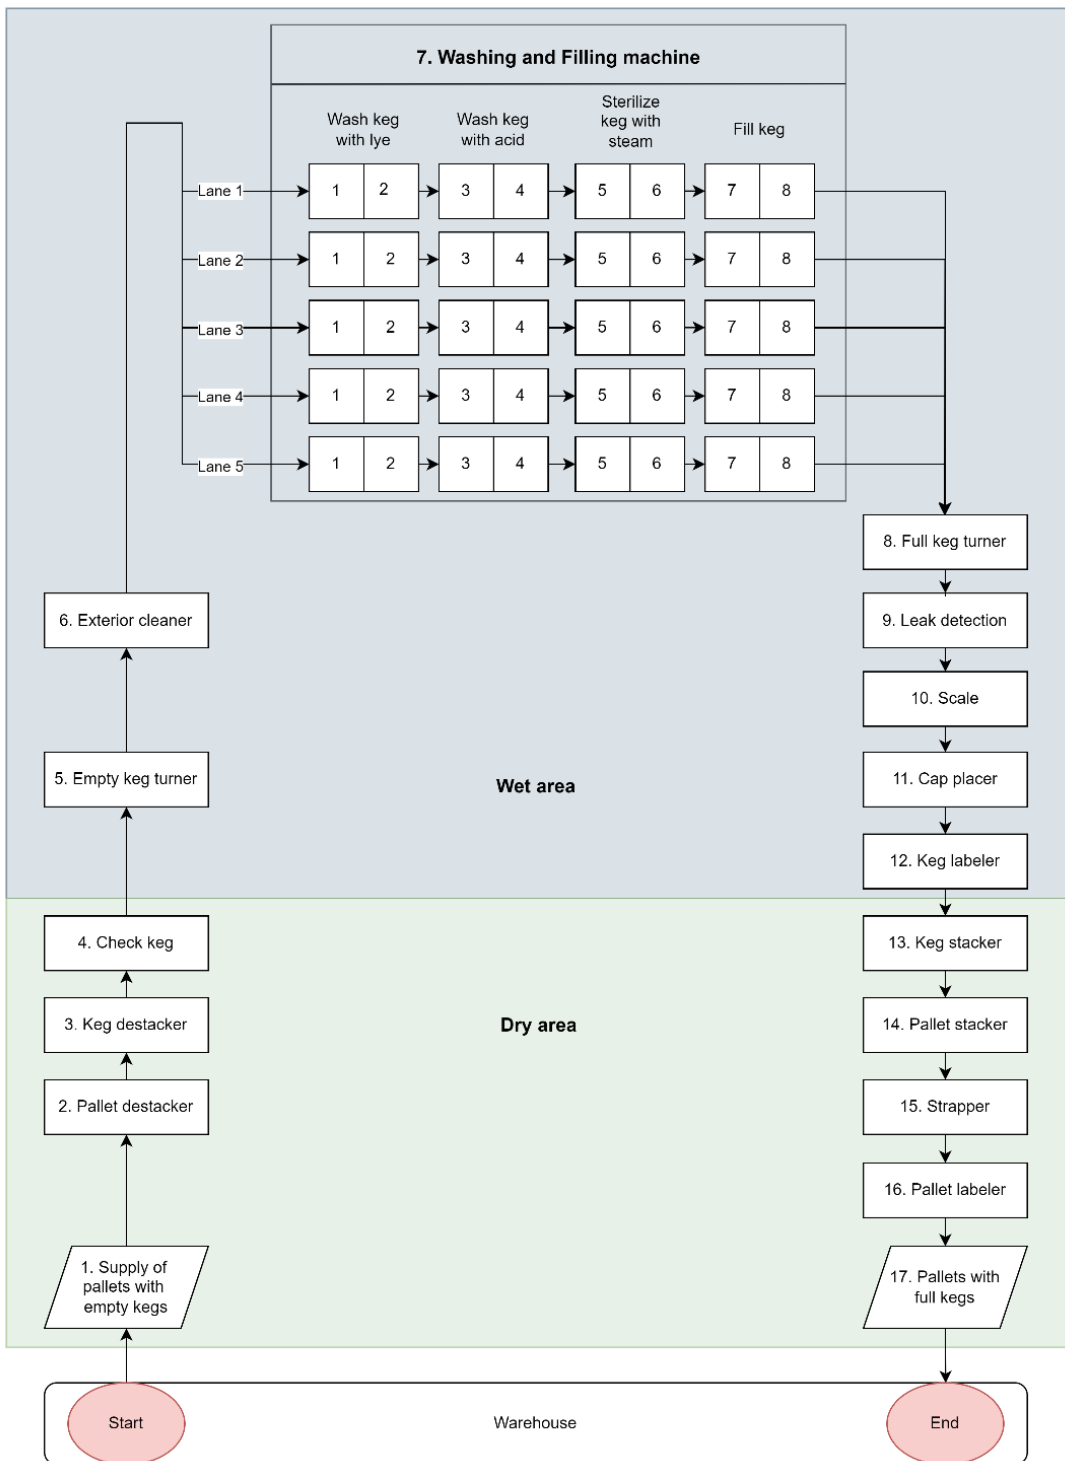 7. Washing and Filling machine
Wash keg
with lye
Wash keg
with acid
Sterilize
keg with
steam
Fill keg
Lane 1
1 2 3 4 5 6 7 8
Lane 2
1 2 3 4 5 6 7 8
Lane 3
1 2 3 4 5 6 7 8
Lane 4
1 2 3 4 5 6 7 8
Lane 5
1 2 3 4 5 6 7 8
8. Full keg turner
6. Exterior cleaner
9. Leak detection
10. Scale
5. Empty keg turner
Wet area
11. Cap placer
12. Keg labeler
4. Check keg
13. Keg stacker
3. Keg destacker
Dry area
14. Pallet stacker
2. Pallet destacker
15. Strapper
16. Pallet labeler
1. Supply of
pallets with
empty kegs
17. Pallets with
full kegs
Start
Warehouse
End